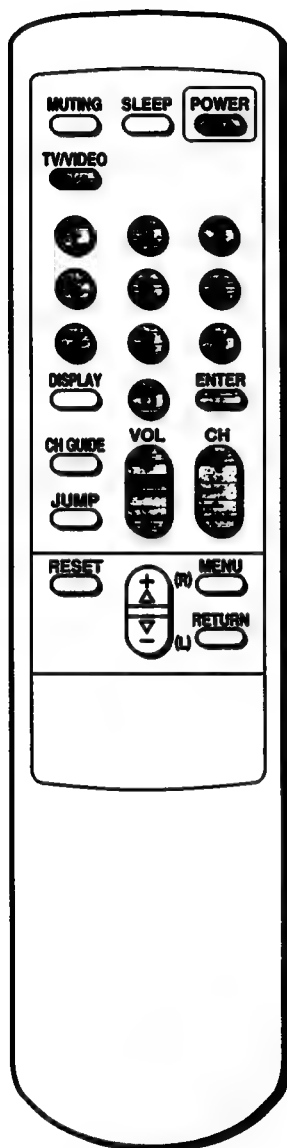 MUTING SLEEP POWER
TV/VIDEO
DISPLAY ENTER
VOL CH
CH GUIDE
JUMP
RESET + (R) MENU
- (L) RETURN